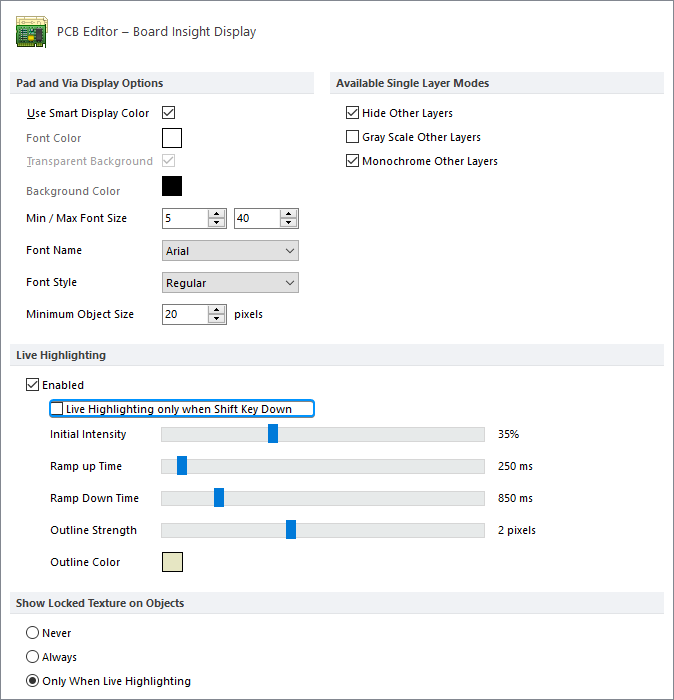 PCB Editor – Board Insight Display
Pad and Via Display Options
Use Smart Display Color
Font Color
Transparent Background
Background Color
Min / Max Font Size 5 40
Font Name Arial
Font Style Regular
Minimum Object Size 20 pixels
Available Single Layer Modes
Hide Other Layers
Gray Scale Other Layers
Monochrome Other Layers
Live Highlighting
Enabled
Live Highlighting only when Shift Key Down
Initial Intensity 35%
Ramp up Time 250 ms
Ramp Down Time 850 ms
Outline Strength 2 pixels
Outline Color
Show Locked Texture on Objects
Never
Always
Only When Live Highlighting